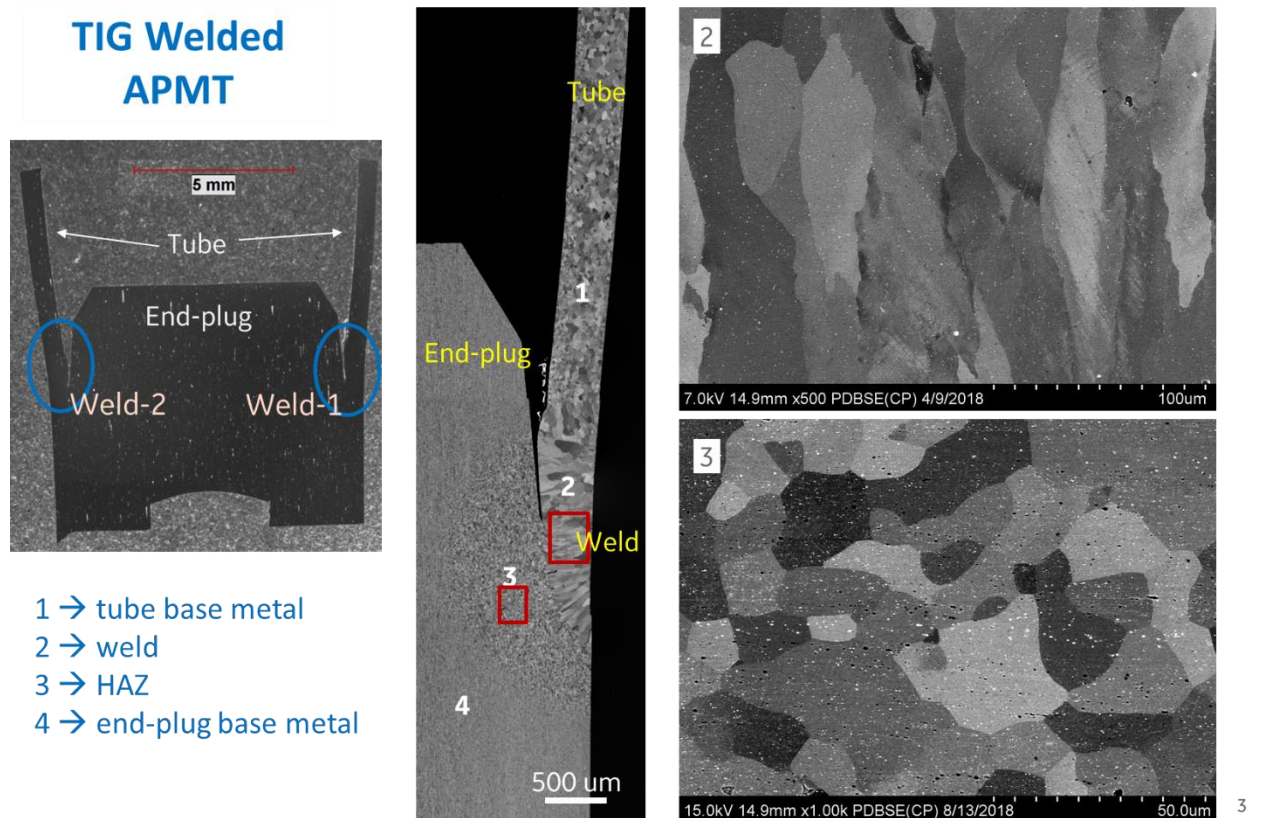 TIG Welded
APMT
5 mm
Tube
End-plug
Weld-2
Weld-1
1 → tube base metal
2 → weld
3 → HAZ
4 → end-plug base metal
Tube
1
End-plug
2
Weld
3
4
500 um
2
7.0kV 14.9mm x500 PDBSE(CP) 4/9/2018
100um
3
15.0kV 14.9mm x1.00k PDBSE(CP) 8/13/2018
50.0um
3